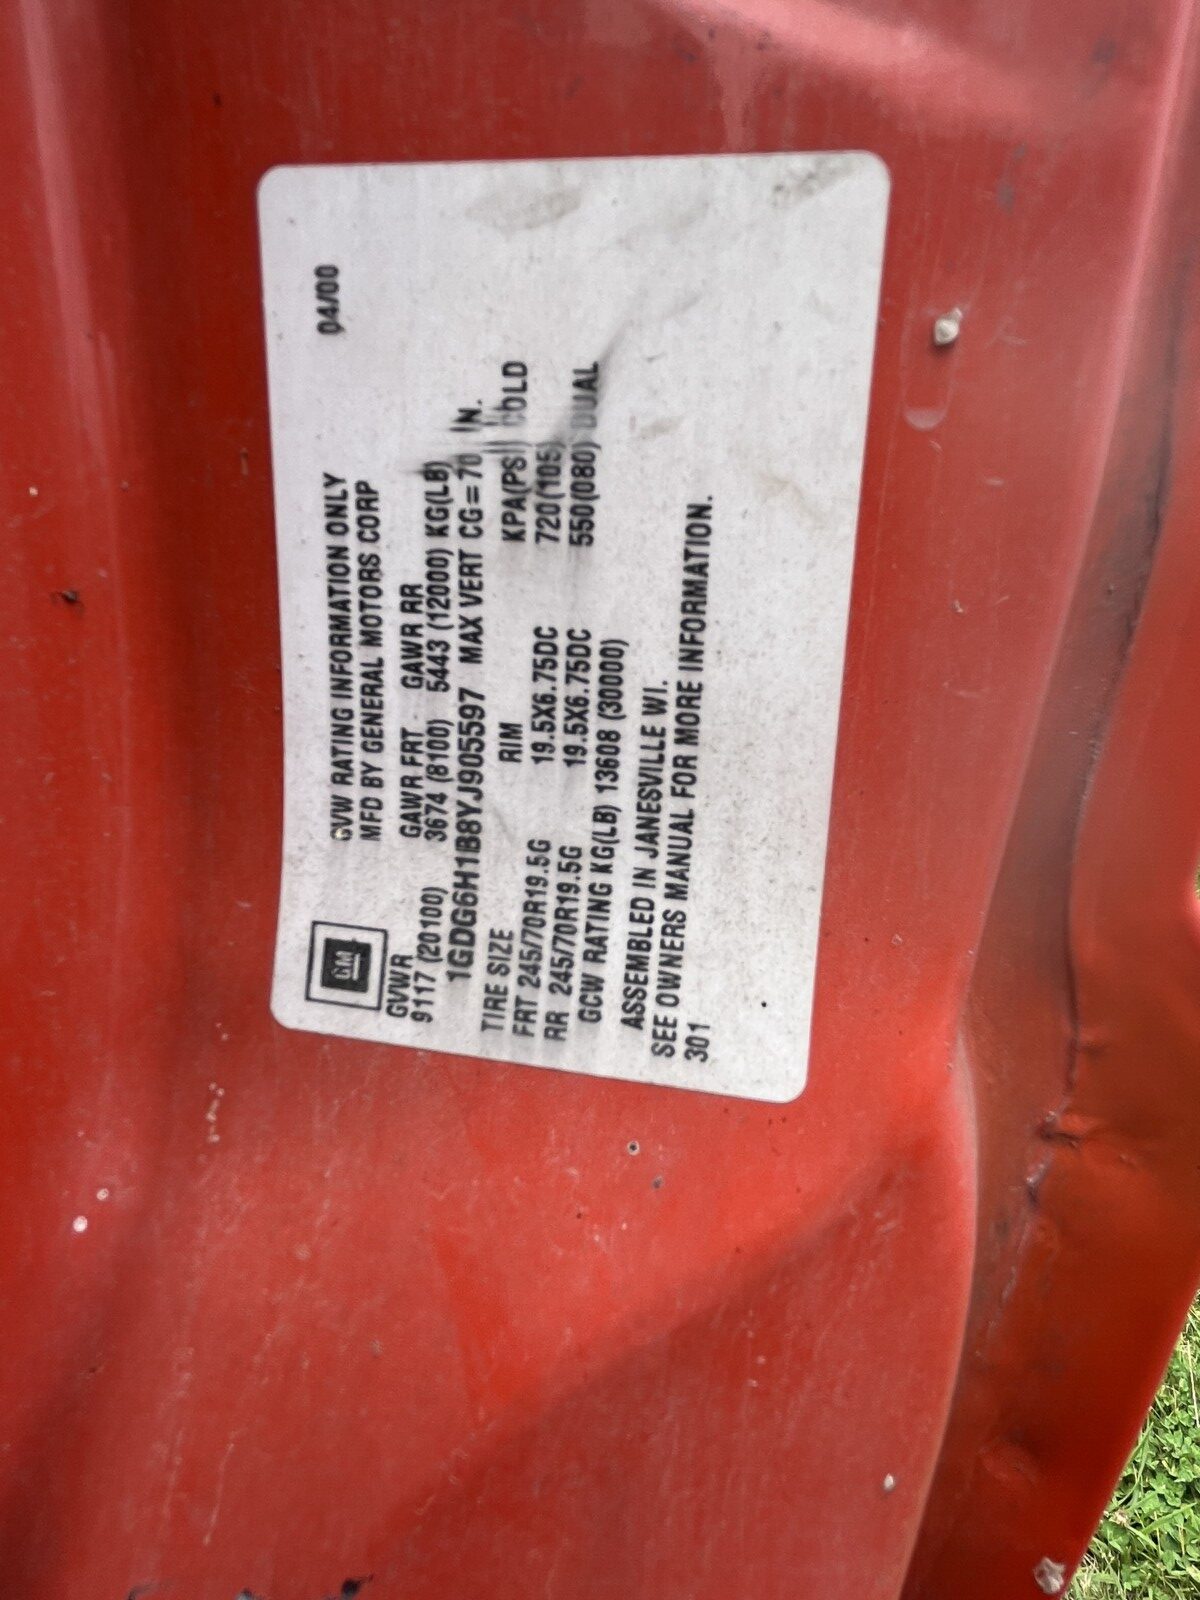 GM
GVW RATING INFORMATION ONLY 04/00
MFD BY GENERAL MOTORS CORP
GVWR GAWR FRT GAWR RR
9117 (20100) 3674 (8100) 5443 (12000) KG(LB)
1GDG6H1B8YJ905597 MAX VERT CG=70 IN.
TIRE SIZE RIM KPA(PSI) COLD
FRT 245/70R19.5G 19.5X6.75DC 720(105)
RR 245/70R19.5G 19.5X6.75DC 550(080) DUAL
GCW RATING KG(LB) 13608 (30000)
ASSEMBLED IN JANESVILLE WI.
SEE OWNERS MANUAL FOR MORE INFORMATION.
301